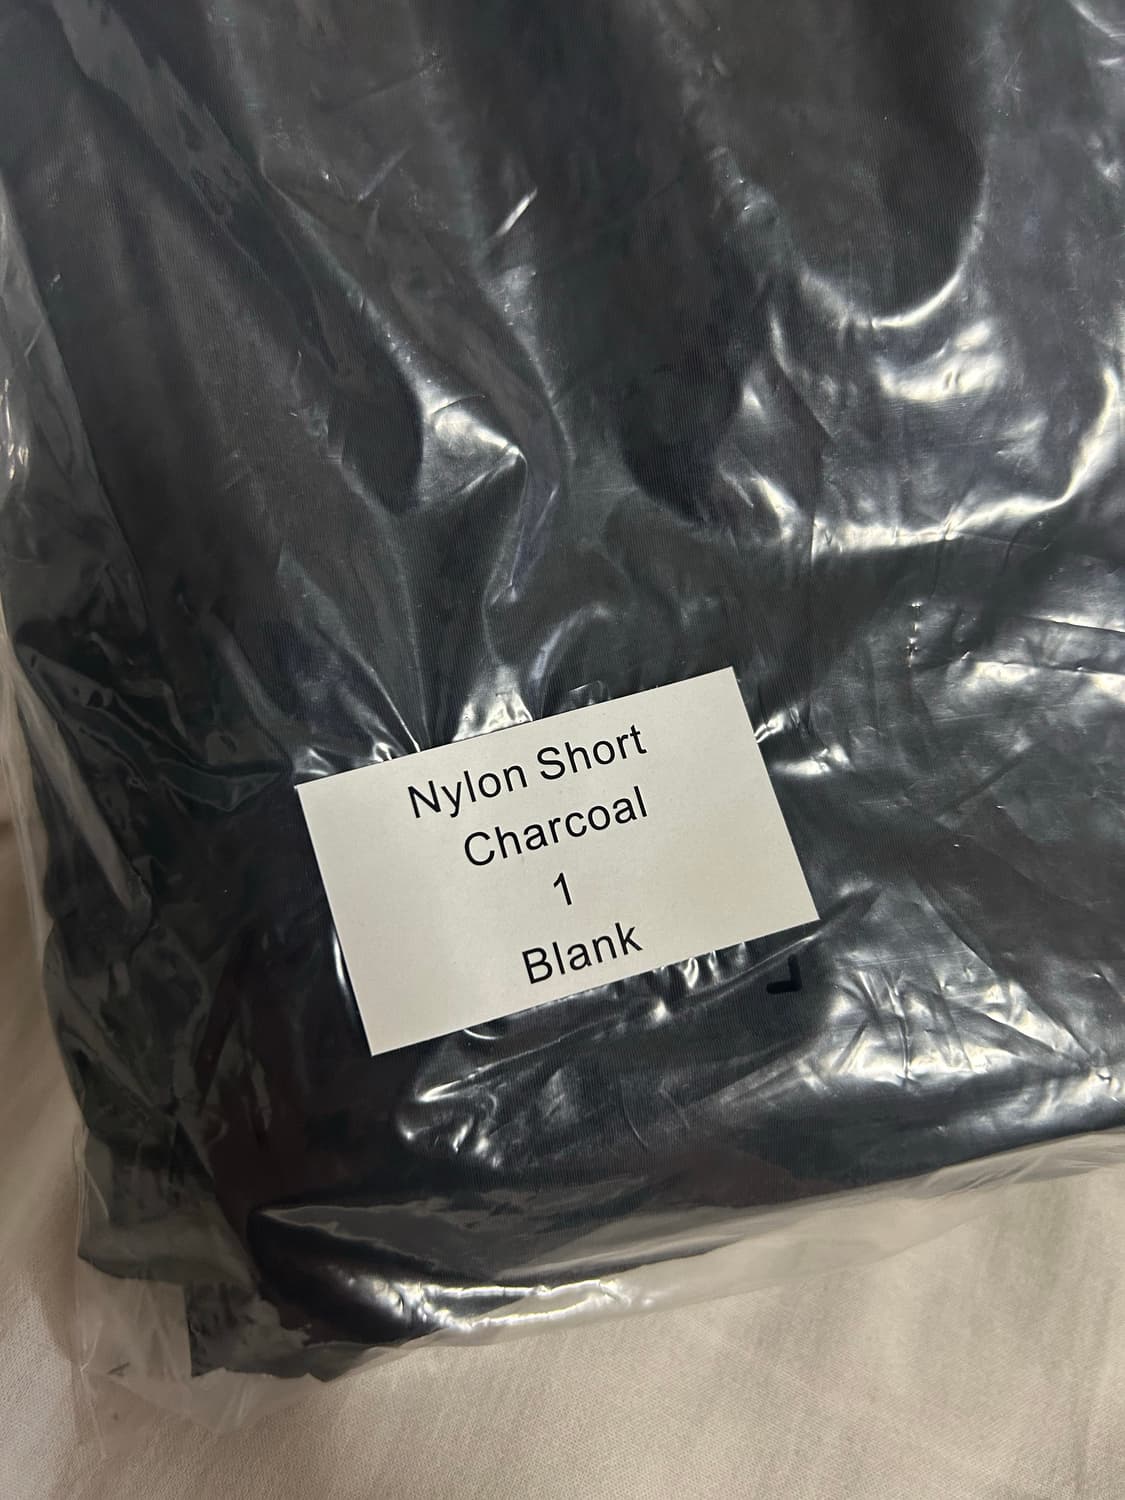 Nylon Short
Charcoal
1
Blank